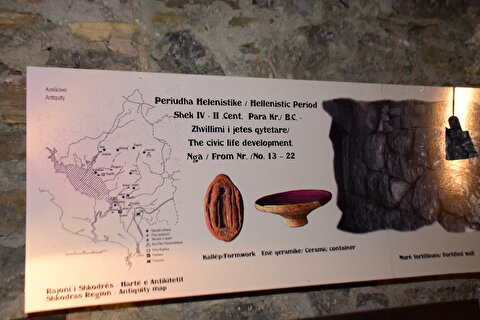 Antikiteti
Antiquity
Periudha Helenistike / Hellenistic Period
Shek IV - II .Cent. Para Kr./ B.C. -
Zhvillimi i jetes qytetare/
The civic life development.
Nga / From Nr. /No. 13 - 22
Kallëp/Formwork
Enë qeramike/ Ceramic container
Murë fortifikues/ Fortified wall
Rajoni i Shkodrës
Shkodras Region
Harte e Antikitetit
Antiquity map